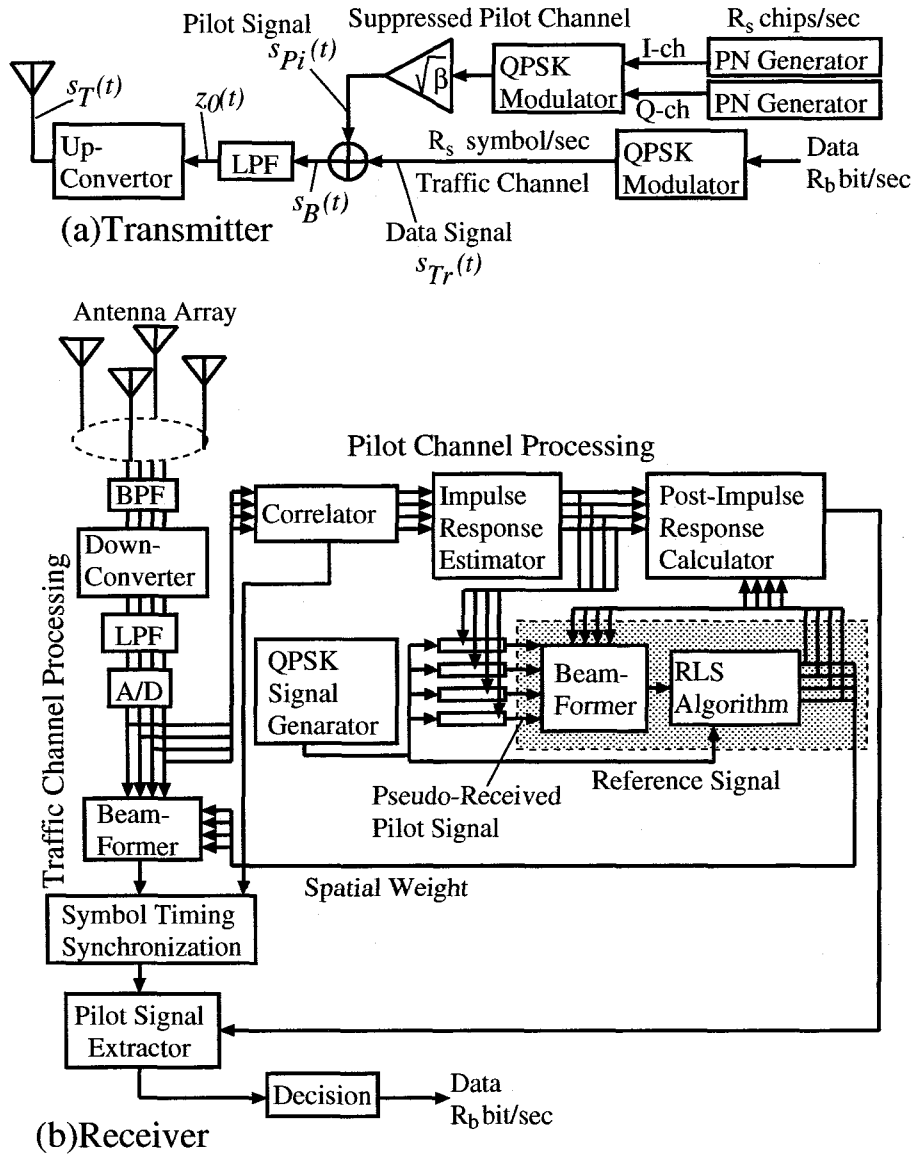 Pilot Signal
s_Pi(t)
Suppressed Pilot Channel
R_s chips/sec
√β
QPSK
Modulator
I-ch
Q-ch
PN Generator
PN Generator
s_T(t)
z_0(t)
Up-
Convertor
LPF
s_B(t)
R_s symbol/sec
Traffic Channel
QPSK
Modulator
Data
R_b bit/sec
Data Signal
s_Tr(t)
(a)Transmitter
Antenna Array
Pilot Channel Processing
BPF
Down-
Converter
LPF
A/D
Traffic Channel Processing
Correlator
Impulse
Response
Estimator
Post-Impulse
Response
Calculator
QPSK
Signal
Genarator
Beam-
Former
RLS
Algorithm
Reference Signal
Pseudo-Received
Pilot Signal
Beam-
Former
Spatial Weight
Symbol Timing
Synchronization
Pilot Signal
Extractor
Decision
Data
R_b bit/sec
(b)Receiver